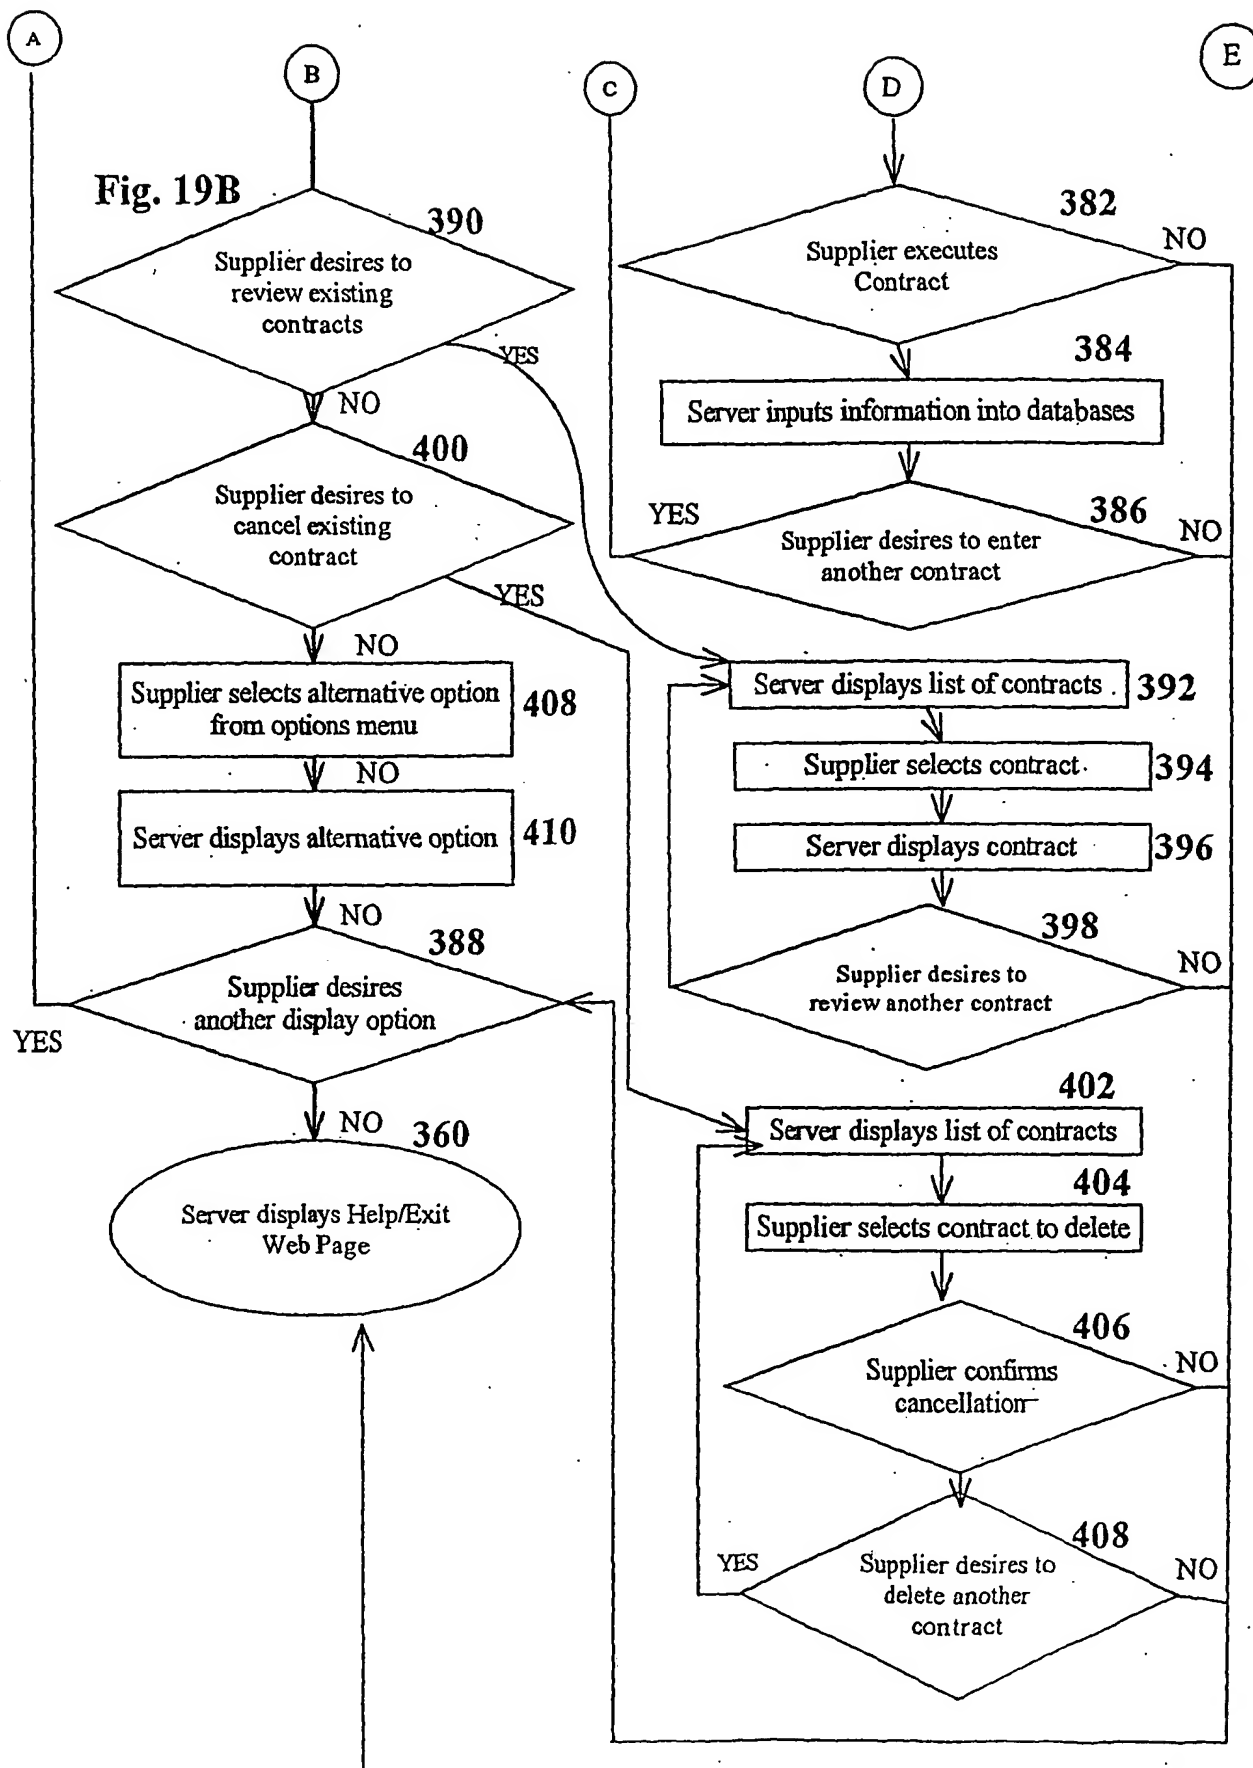 A
B
C
D
E
Fig. 19B
390
Supplier desires to
review existing
contracts
YES
NO
400
Supplier desires to
cancel existing
contract
YES
NO
Supplier selects alternative option
from options menu
408
NO
Server displays alternative option
410
NO
388
Supplier desires
another display option
YES
NO
360
Server displays Help/Exit
Web Page
382
Supplier executes
Contract
NO
384
Server inputs information into databases
YES
386
NO
Supplier desires to enter
another contract
Server displays list of contracts
392
Supplier selects contract
394
Server displays contract
396
398
Supplier desires to
review another contract
NO
402
Server displays list of contracts
404
Supplier selects contract to delete
406
Supplier confirms
cancellation
NO
408
YES
Supplier desires to
delete another
contract
NO